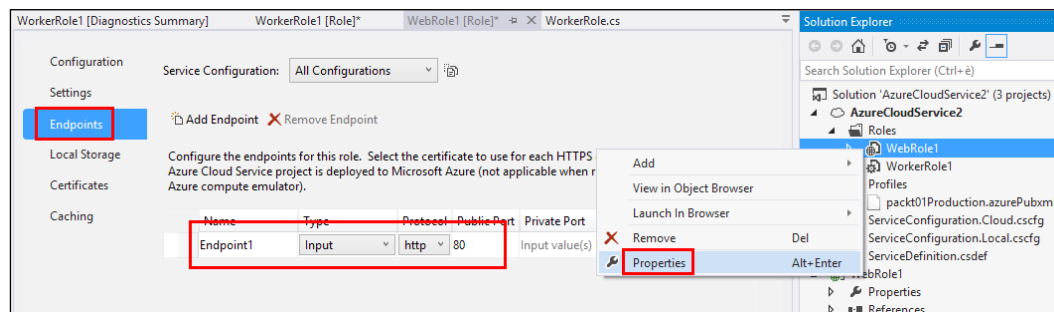 WorkerRole1 [Diagnostics Summary] WorkerRole1 [Role]* WebRole1 [Role]* WorkerRole.cs
Solution Explorer
Search Solution Explorer (Ctrl+è)
Solution 'AzureCloudService2' (3 projects)
AzureCloudService2
Roles
WebRole1
WorkerRole1
Profiles
packt01Production.azurePubxm
ServiceConfiguration.Cloud.cscfg
ServiceConfiguration.Local.cscfg
ServiceDefinition.csdef
WebRole1
Properties
References
Configuration
Settings
Endpoints
Local Storage
Certificates
Caching
Service Configuration: All Configurations
Add Endpoint Remove Endpoint
Configure the endpoints for this role. Select the certificate to use for each HTTPS
Azure Cloud Service project is deployed to Microsoft Azure (not applicable when r
Azure compute emulator).
Name Type Protocol Public Port Private Port
Endpoint1 Input http 80 Input value(s)
Add
View in Object Browser
Launch In Browser
Remove Del
Properties Alt+Enter